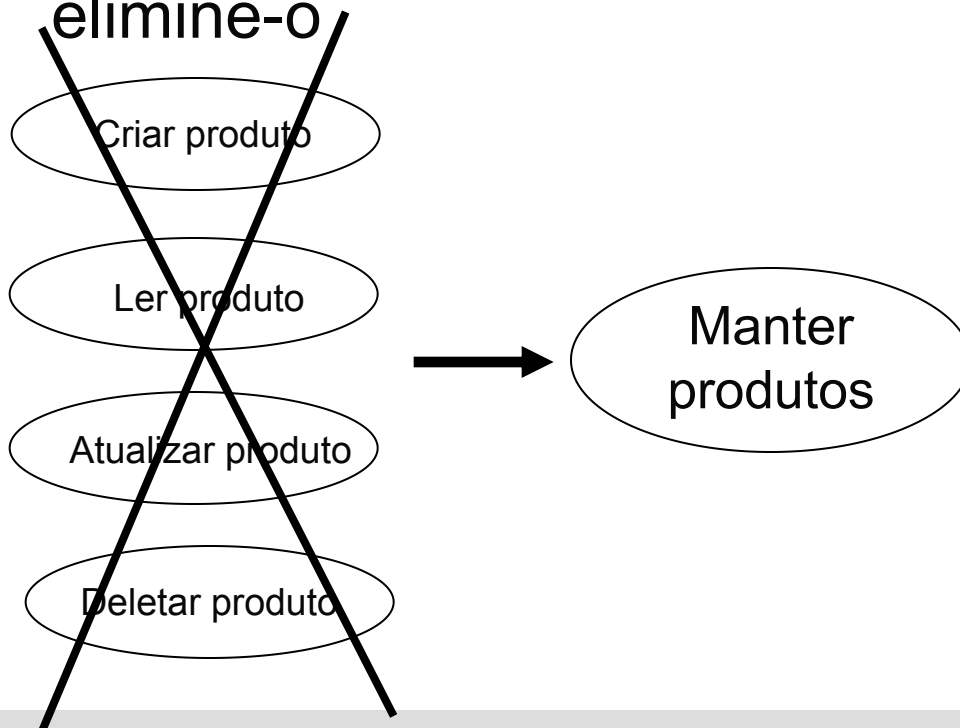 elimine-o
Criar produto
Ler produto
Atualizar produto
Deletar produto
Manter
produtos